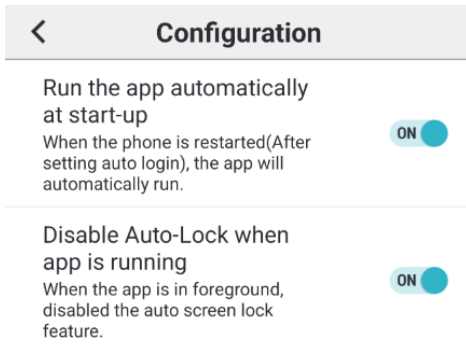 Configuration
Run the app automatically
at start-up
When the phone is restarted(After
setting auto login), the app will
automatically run.
ON
Disable Auto-Lock when
app is running
When the app is in foreground,
disabled the auto screen lock
feature.
ON